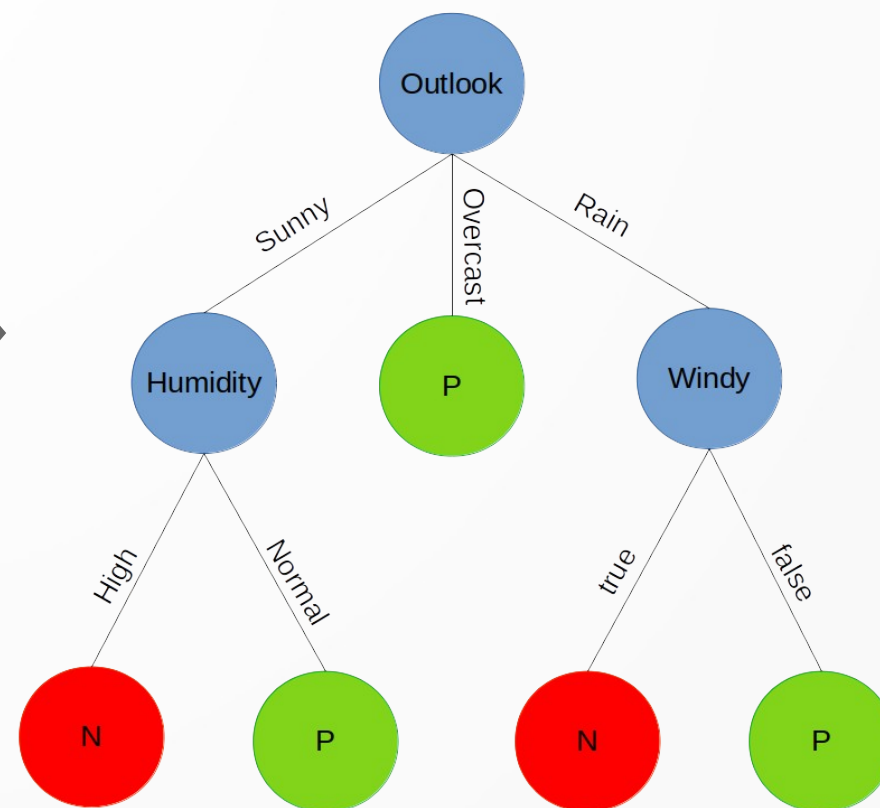 Outlook
Sunny
Overcast
Rain
Humidity
P
Windy
High
Normal
true
false
N
P
N
P